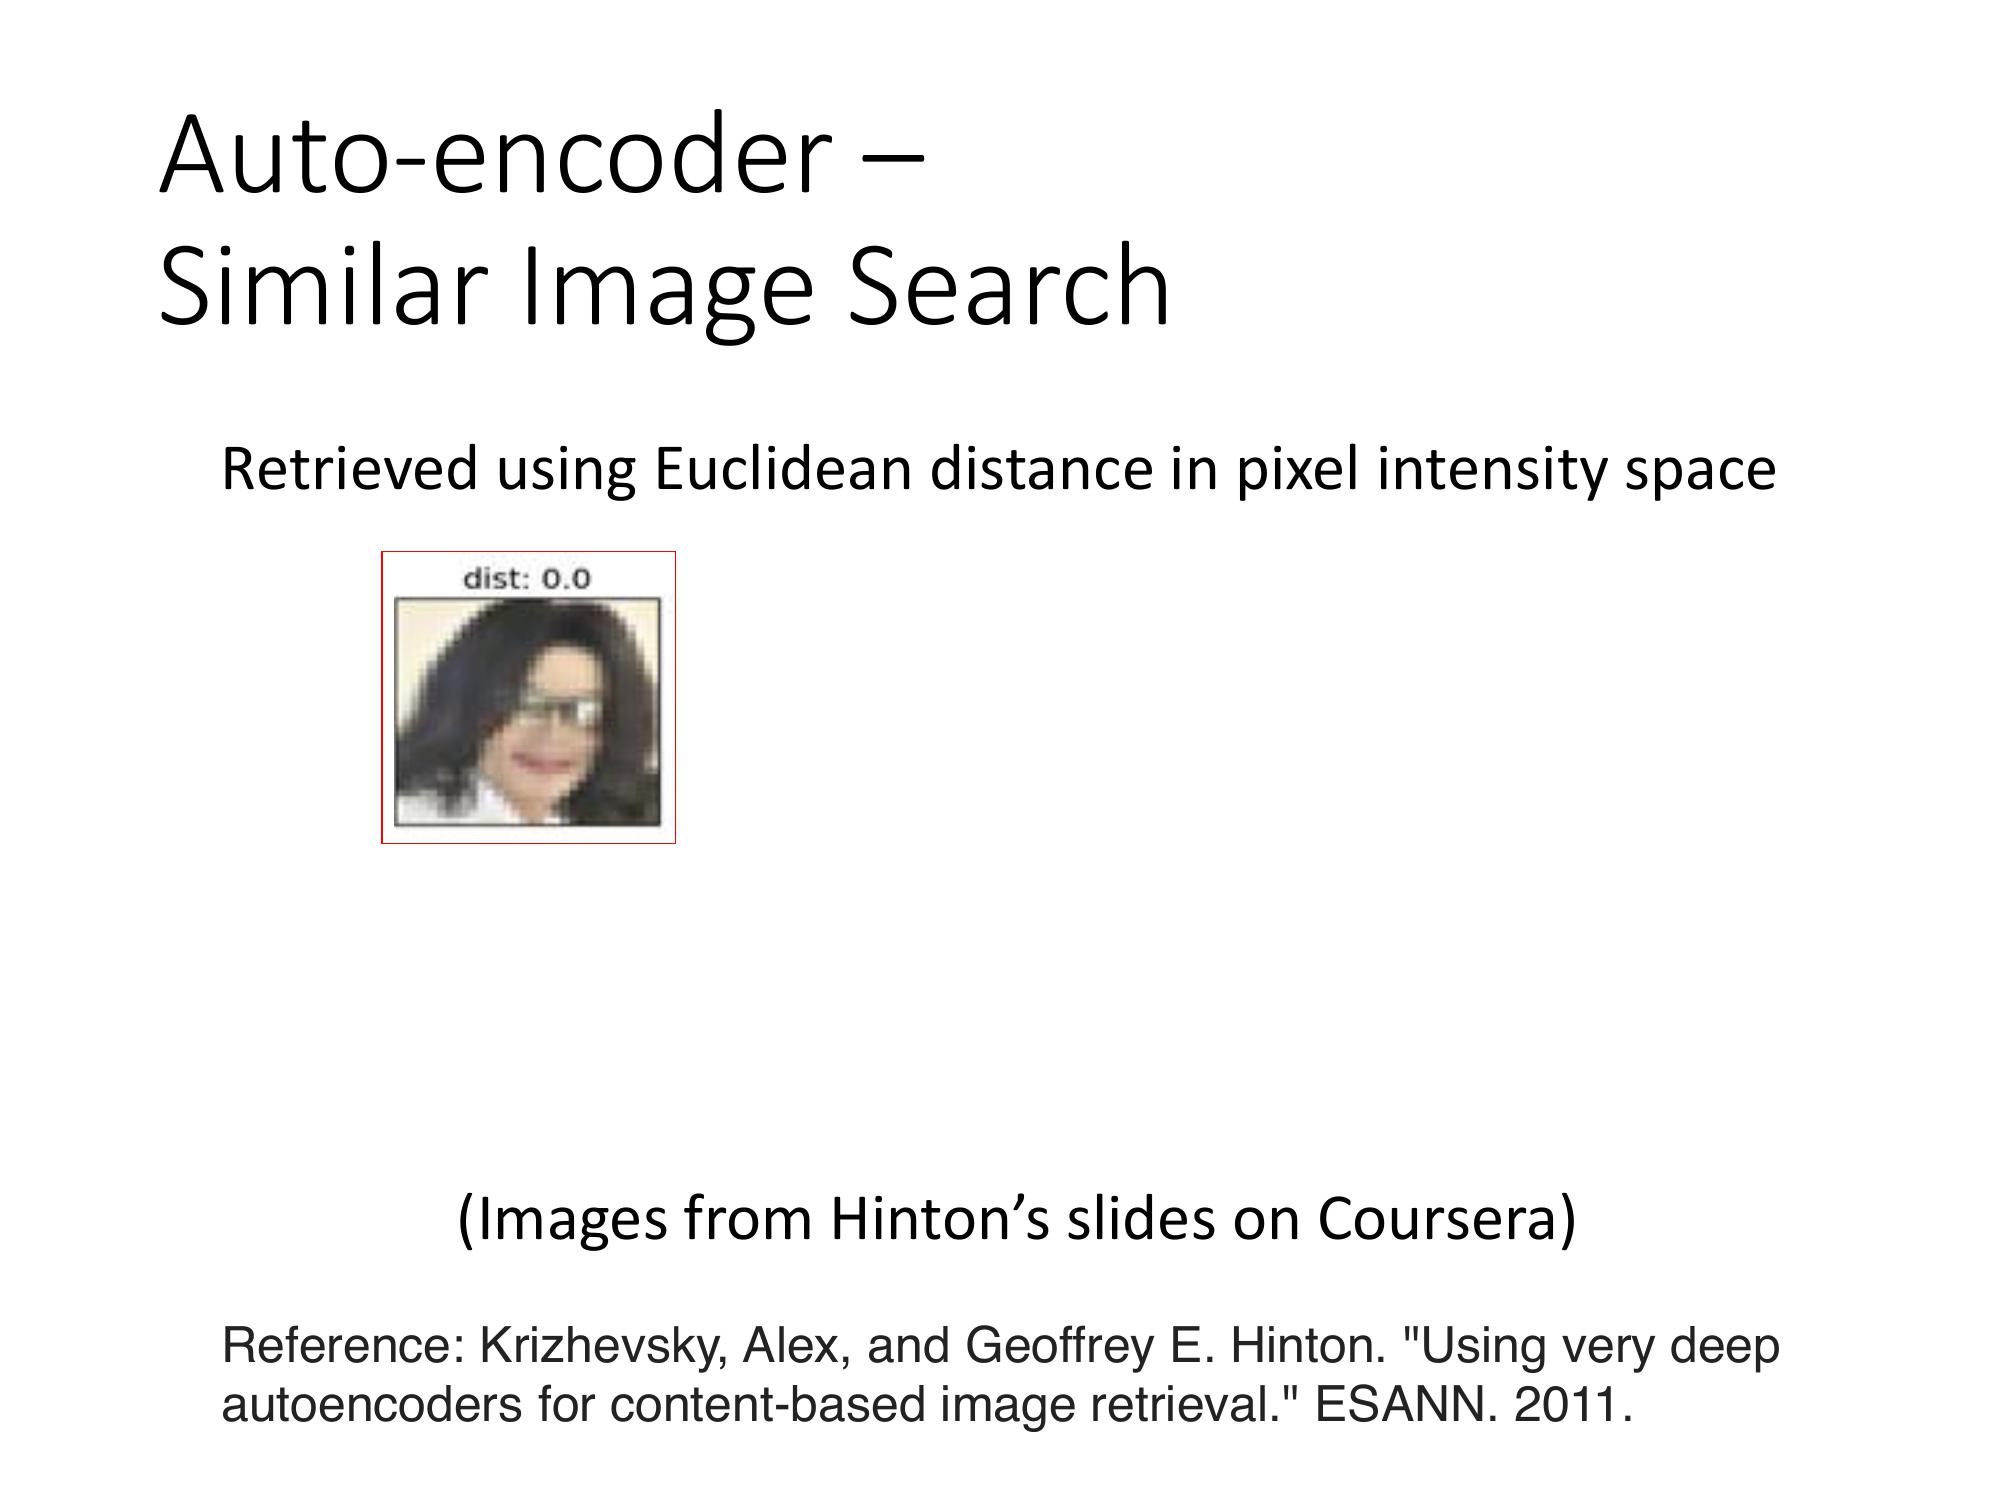 Auto-encoder –
Similar Image Search
Retrieved using Euclidean distance in pixel intensity space
dist: 0.0
(Images from Hinton’s slides on Coursera)
Reference: Krizhevsky, Alex, and Geoffrey E. Hinton. "Using very deep
autoencoders for content-based image retrieval." ESANN. 2011.